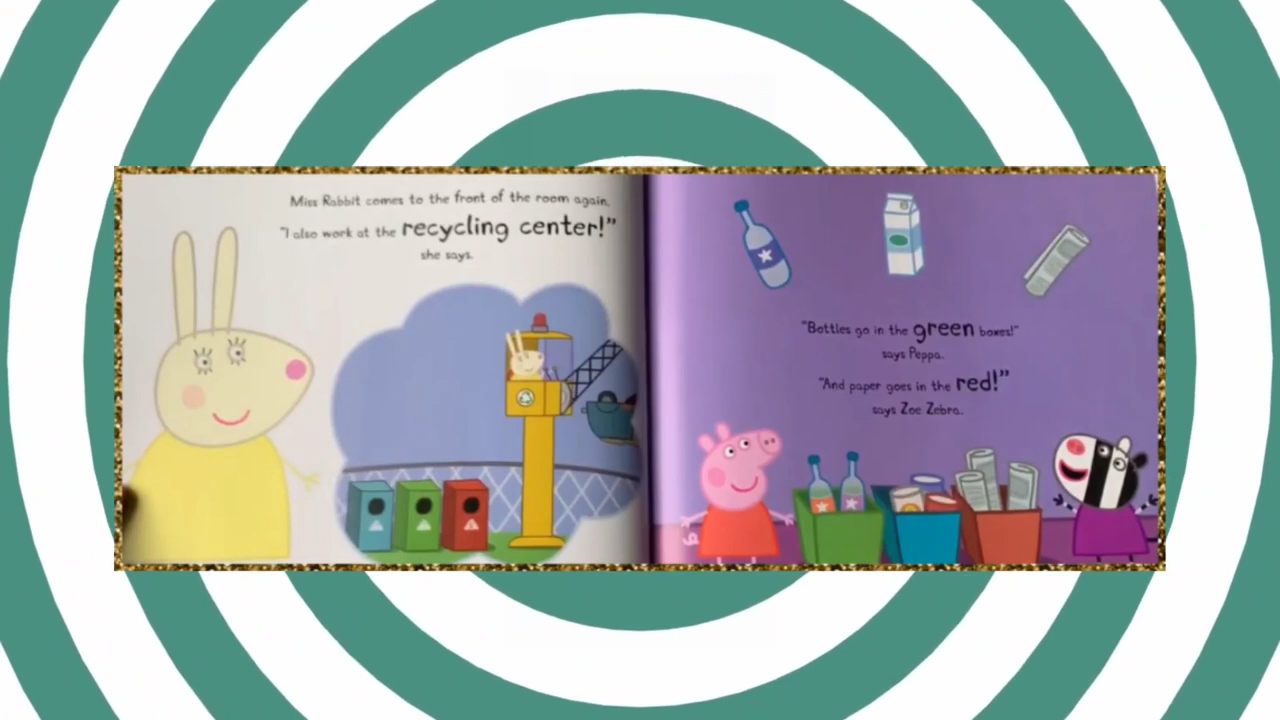 Miss Rabbit comes to the front of the room again.
"I also work at the recycling center!"
she says.
"Bottles go in the green boxes!"
says Peppa.
"And paper goes in the red!"
says Zoe Zebra.